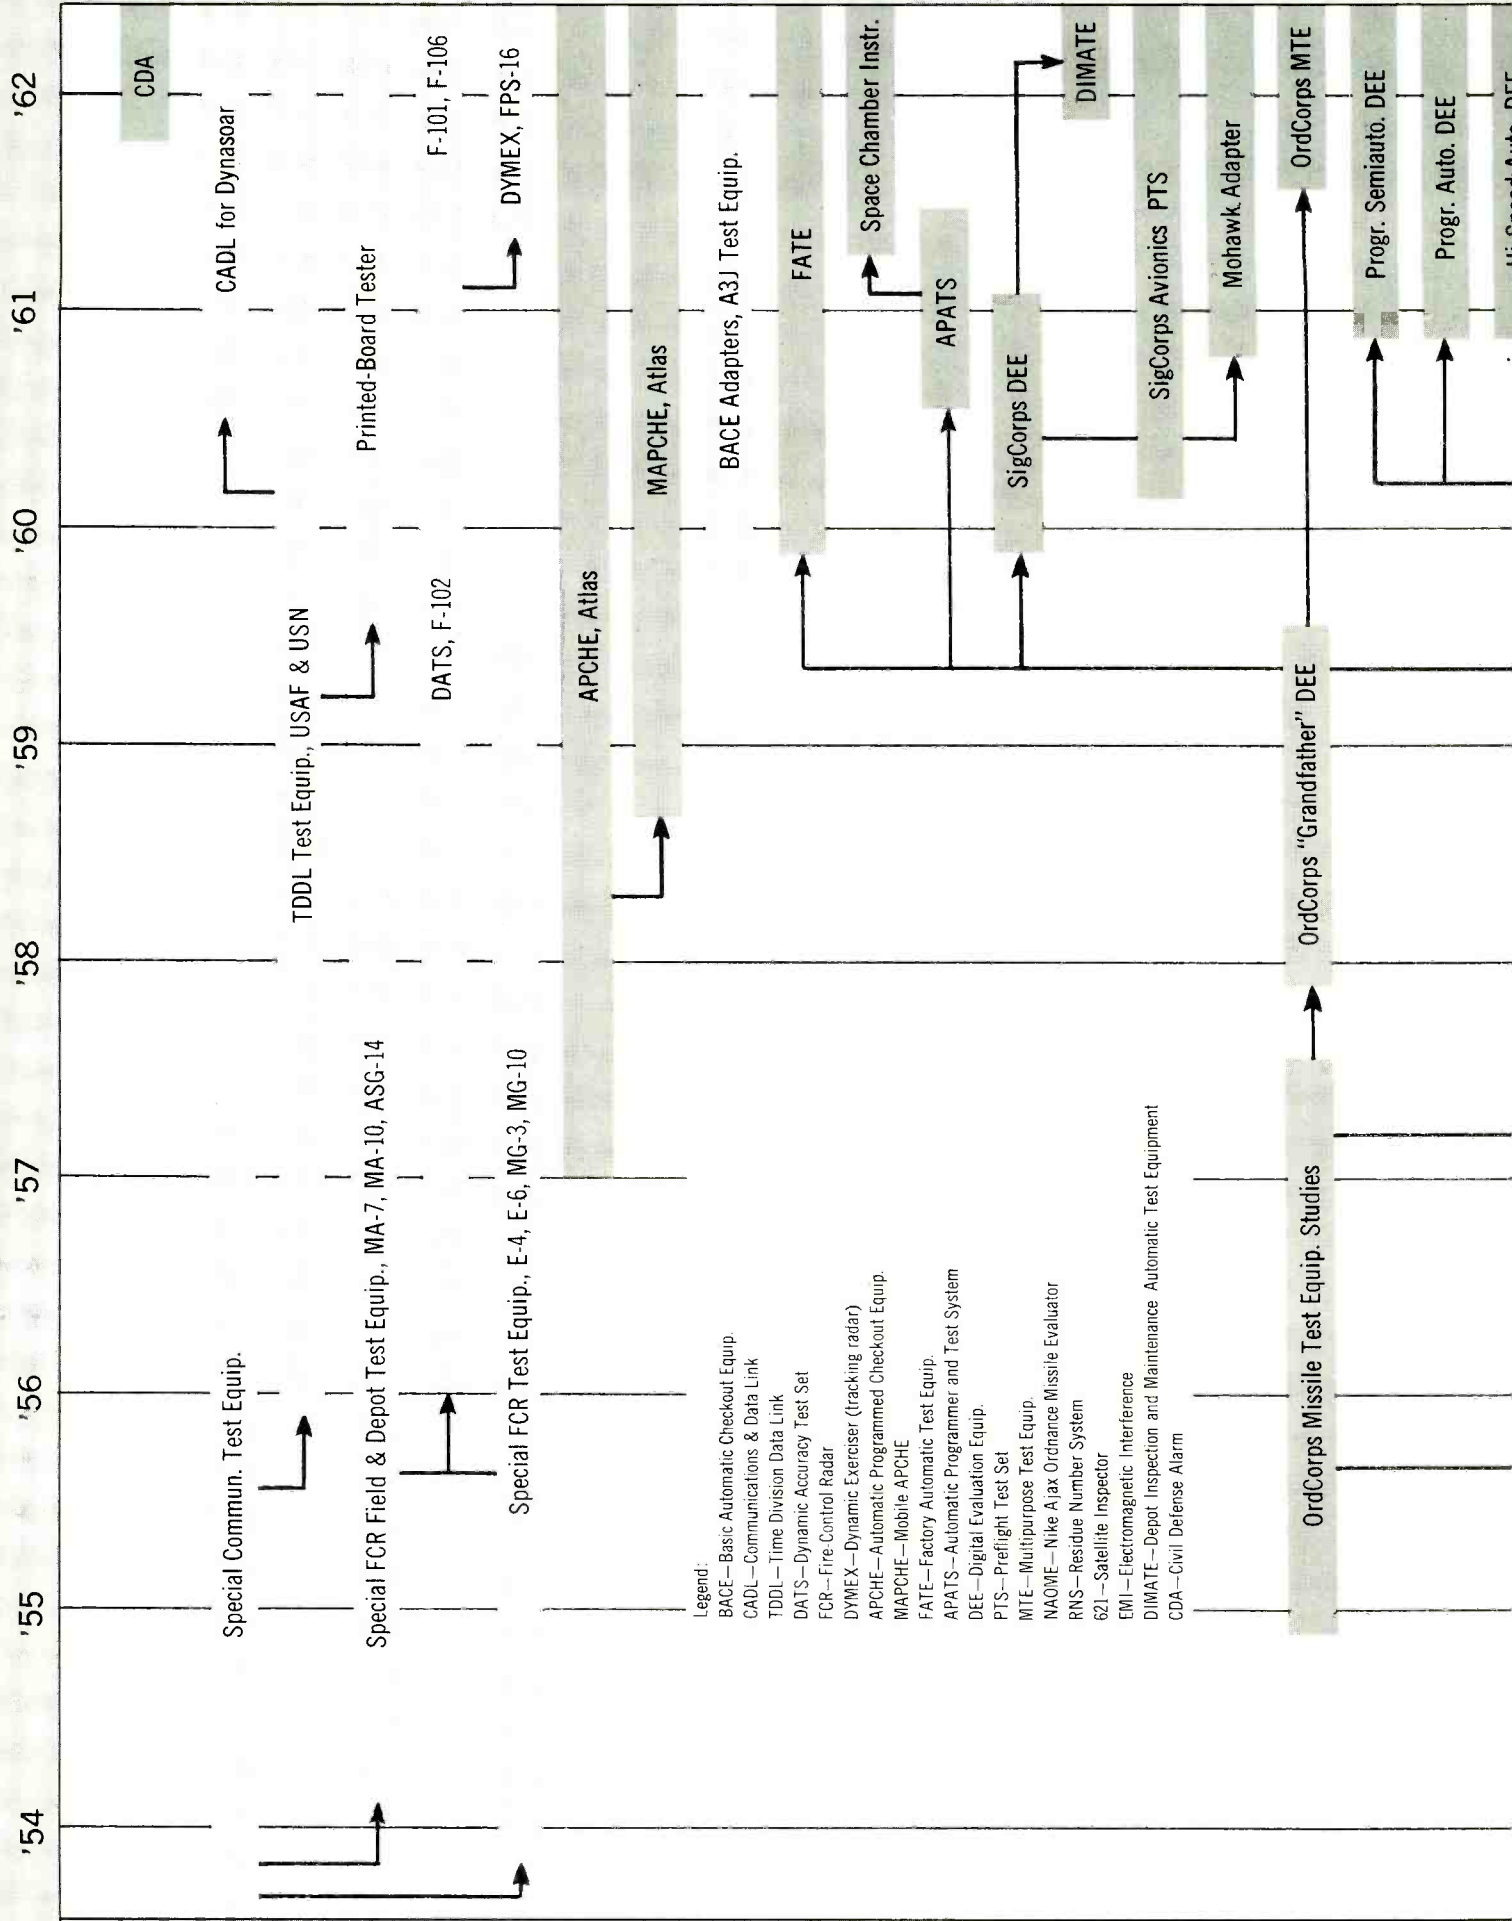 '54
'55
'56
'57
'58
'59
'60
'61
'62
CDA
Special Commun. Test Equip.
CADL for Dynasoar
TDDL Test Equip., USAF & USN
Special FCR Field & Depot Test Equip., MA-7, MA-10, ASG-14
Printed-Board Tester
DATS, F-102
F-101, F-106
Special FCR Test Equip., E-4, E-6, MG-3, MG-10
DYMEX, FPS-16
APCHE, Atlas
MAPCHE, Atlas
BACE Adapters, A3J Test Equip.
FATE
Space Chamber Instr.
APATS
SigCorps DEE
DIMATE
SigCorps Avionics PTS
Mohawk Adapter
Legend:
BACE—Basic Automatic Checkout Equip.
CADL—Communications & Data Link
TDDL—Time Division Data Link
DATS—Dynamic Accuracy Test Set
FCR—Fire-Control Radar
DYMEX—Dynamic Exerciser (tracking radar)
APCHE—Automatic Programmed Checkout Equip.
MAPCHE—Mobile APCHE
FATE—Factory Automatic Test Equip.
APATS—Automatic Programmer and Test System
DEE—Digital Evaluation Equip.
PTS—Preflight Test Set
MTE—Multipurpose Test Equip.
NAOME—Nike Ajax Ordnance Missile Evaluator
RNS—Residue Number System
621—Satellite Inspector
EMI—Electromagnetic Interference
DIMATE—Depot Inspection and Maintenance Automatic Test Equipment
CDA—Civil Defense Alarm
OrdCorps Missile Test Equip. Studies
OrdCorps "Grandfather" DEE
OrdCorps MTE
Progr. Semiauto. DEE
Progr. Auto. DEE